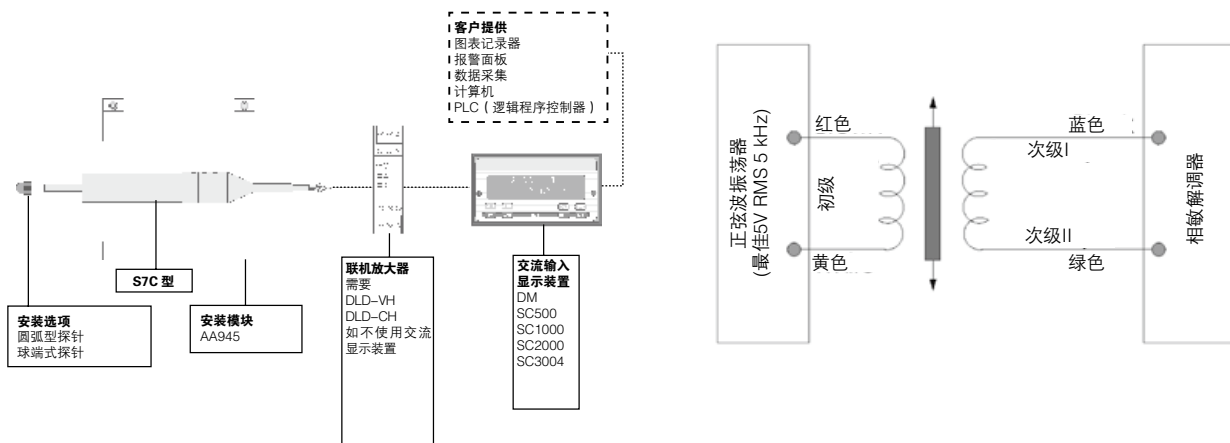 客户提供
图表记录器
报警面板
数据采集
计算机
PLC（逻辑程序控制器）
S7C 型
安装选项
圆弧型探针
球端式探针
安装模块
AA945
联机放大器
需要
DLD-VH
DLD-CH
如不使用交流
显示装置
交流输入
显示装置
DM
SC500
SC1000
SC2000
SC3004
正弦波振荡器
(最佳5V RMS 5 kHz)
红色
初级
黄色
蓝色
次级I
次级II
绿色
相敏解调器